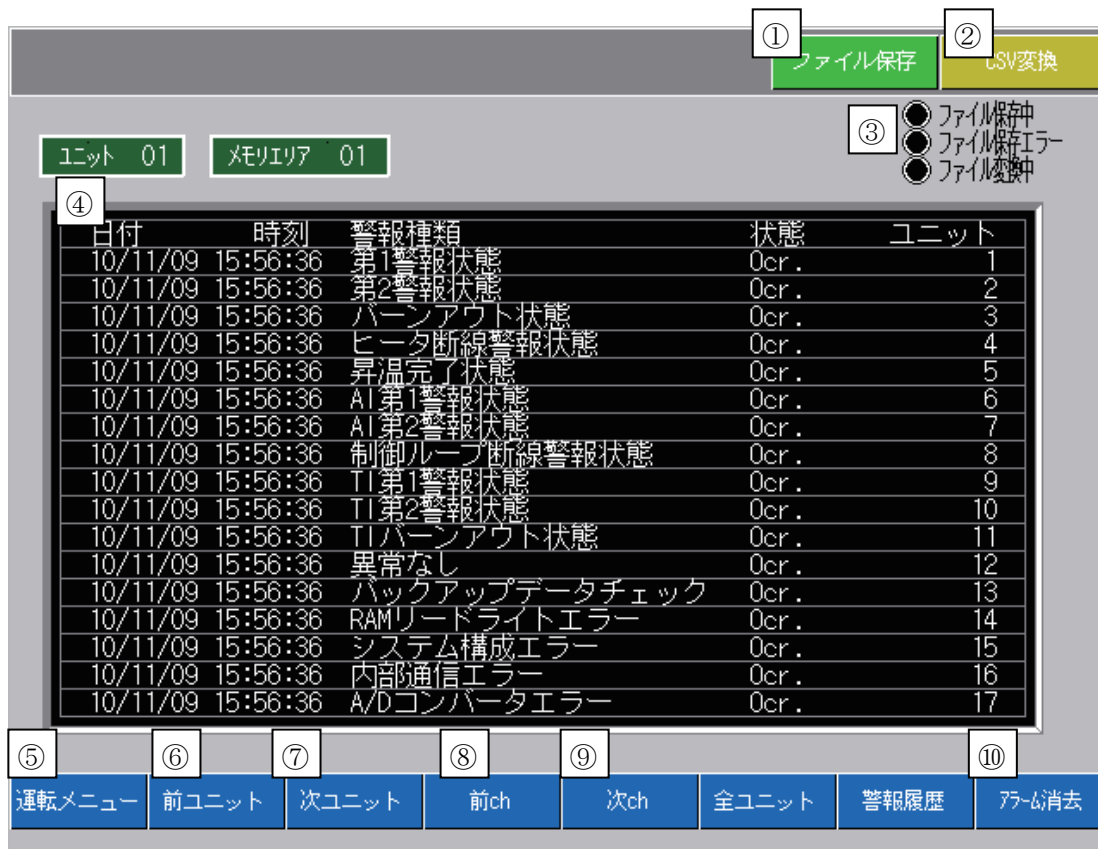 ① ②
ファイル保存 CSV変換
③
ファイル保存中
ファイル保存エラー
ファイル変換中
ユニット 01 メモリエリア 01
④
日付 時刻 警報種類 状態 ユニット
10/11/09 15:56:36 第1警報状態 Ocr. 1
10/11/09 15:56:36 第2警報状態 Ocr. 2
10/11/09 15:56:36 バーンアウト状態 Ocr. 3
10/11/09 15:56:36 ヒータ断線警報状態 Ocr. 4
10/11/09 15:56:36 昇温完了状態 Ocr. 5
10/11/09 15:56:36 AI第1警報状態 Ocr. 6
10/11/09 15:56:36 AI第2警報状態 Ocr. 7
10/11/09 15:56:36 制御ループ断線警報状態 Ocr. 8
10/11/09 15:56:36 TI第1警報状態 Ocr. 9
10/11/09 15:56:36 TI第2警報状態 Ocr. 10
10/11/09 15:56:36 TIバーンアウト状態 Ocr. 11
10/11/09 15:56:36 異常なし Ocr. 12
10/11/09 15:56:36 バックアップデータチェック Ocr. 13
10/11/09 15:56:36 RAMリードライトエラー Ocr. 14
10/11/09 15:56:36 システム構成エラー Ocr. 15
10/11/09 15:56:36 内部通信エラー Ocr. 16
10/11/09 15:56:36 A/Dコンバータエラー Ocr. 17
⑤ ⑥ ⑦ ⑧ ⑨ ⑩
運転メニュー 前ユニット 次ユニット 前ch 次ch 全ユニット 警報履歴 ｱﾗｰﾑ消去